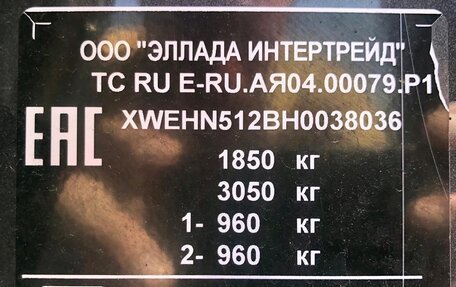 ООО "ЭЛЛАДА ИНТЕРТРЕЙД"
ТС RU E-RU.АЯ04.00079.Р1
EAC
XWEHN512BH0038036
1850 кг
3050 кг
1- 960 кг
2- 960 кг